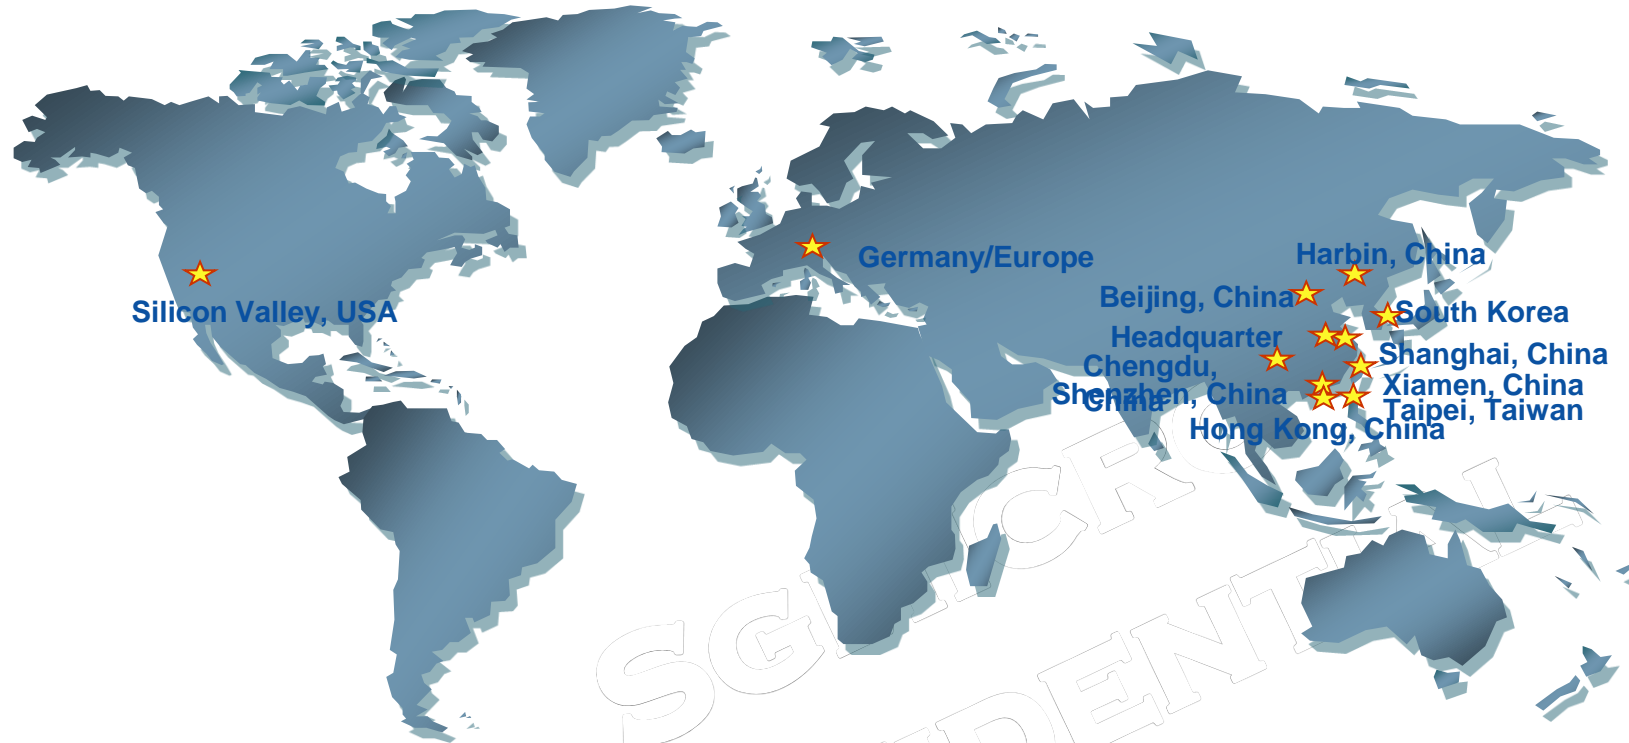 Harbin, China
Germany/Europe
Beijing, China
Silicon Valley, USA
South Korea
Headquarter
Shanghai, China
Chengdu,
China
Shenzhen, China
Xiamen, China
Taipei, Taiwan
Hong Kong, China